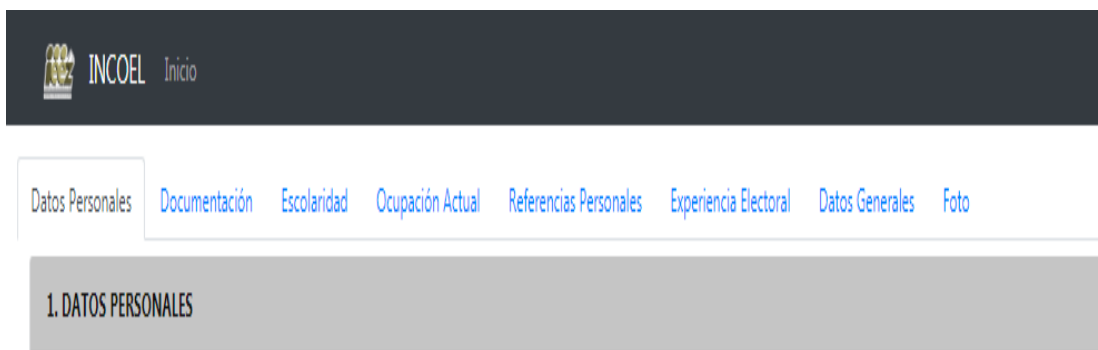 INCOEL Inicio
Datos Personales Documentación Escolaridad Ocupación Actual Referencias Personales Experiencia Electoral Datos Generales Foto
1. DATOS PERSONALES